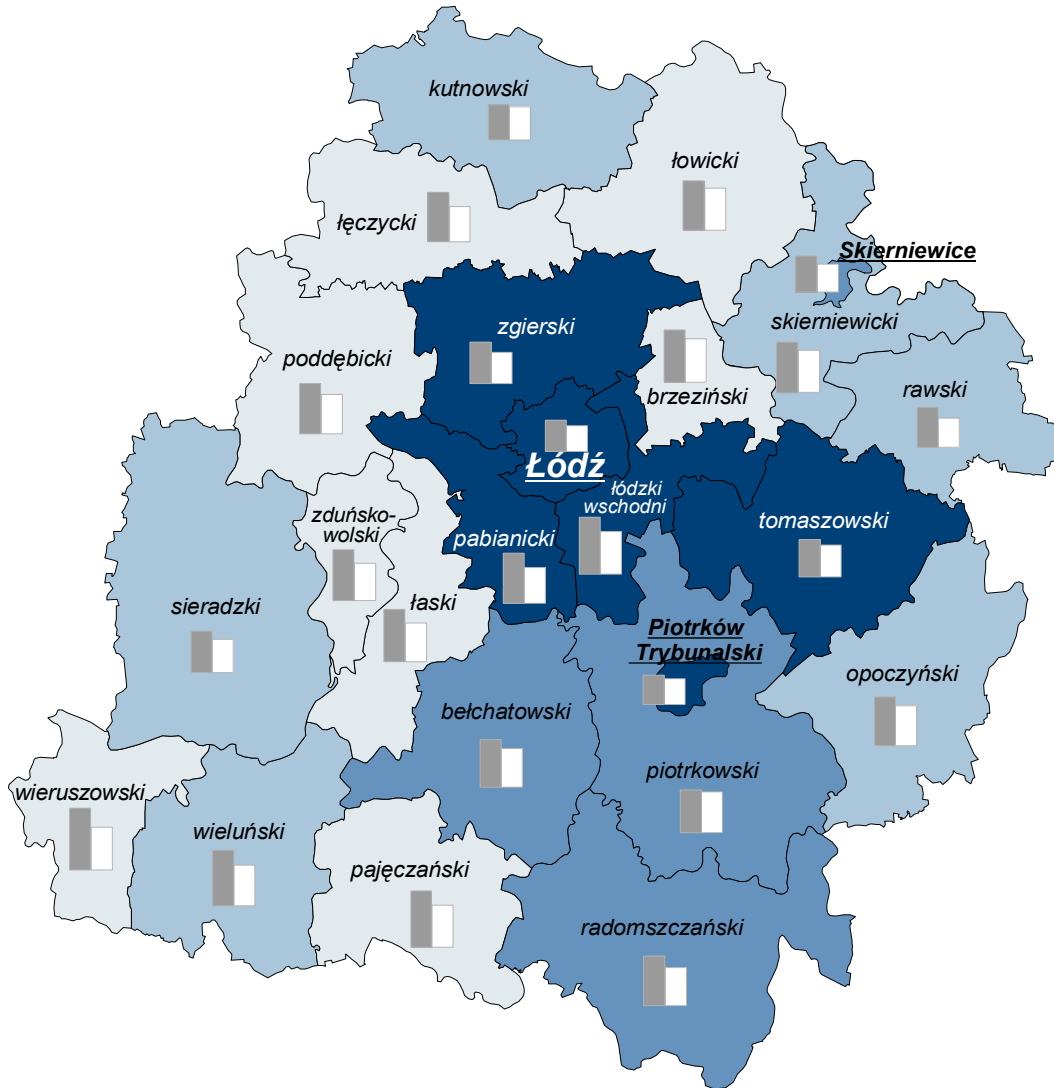 kutnowski
łowicki
łęczycki
Skierniewice
zgierski
skierniewicki
poddębicki
brzeziński
rawski
Łódź
łódzki
wschodni
zduńsko-
wolski
pabianicki
tomaszowski
sieradzki
łaski
Piotrków
Trybunalski
opoczyński
bełchatowski
piotrkowski
wieruszowski
wieluński
pajęczański
radomszczański